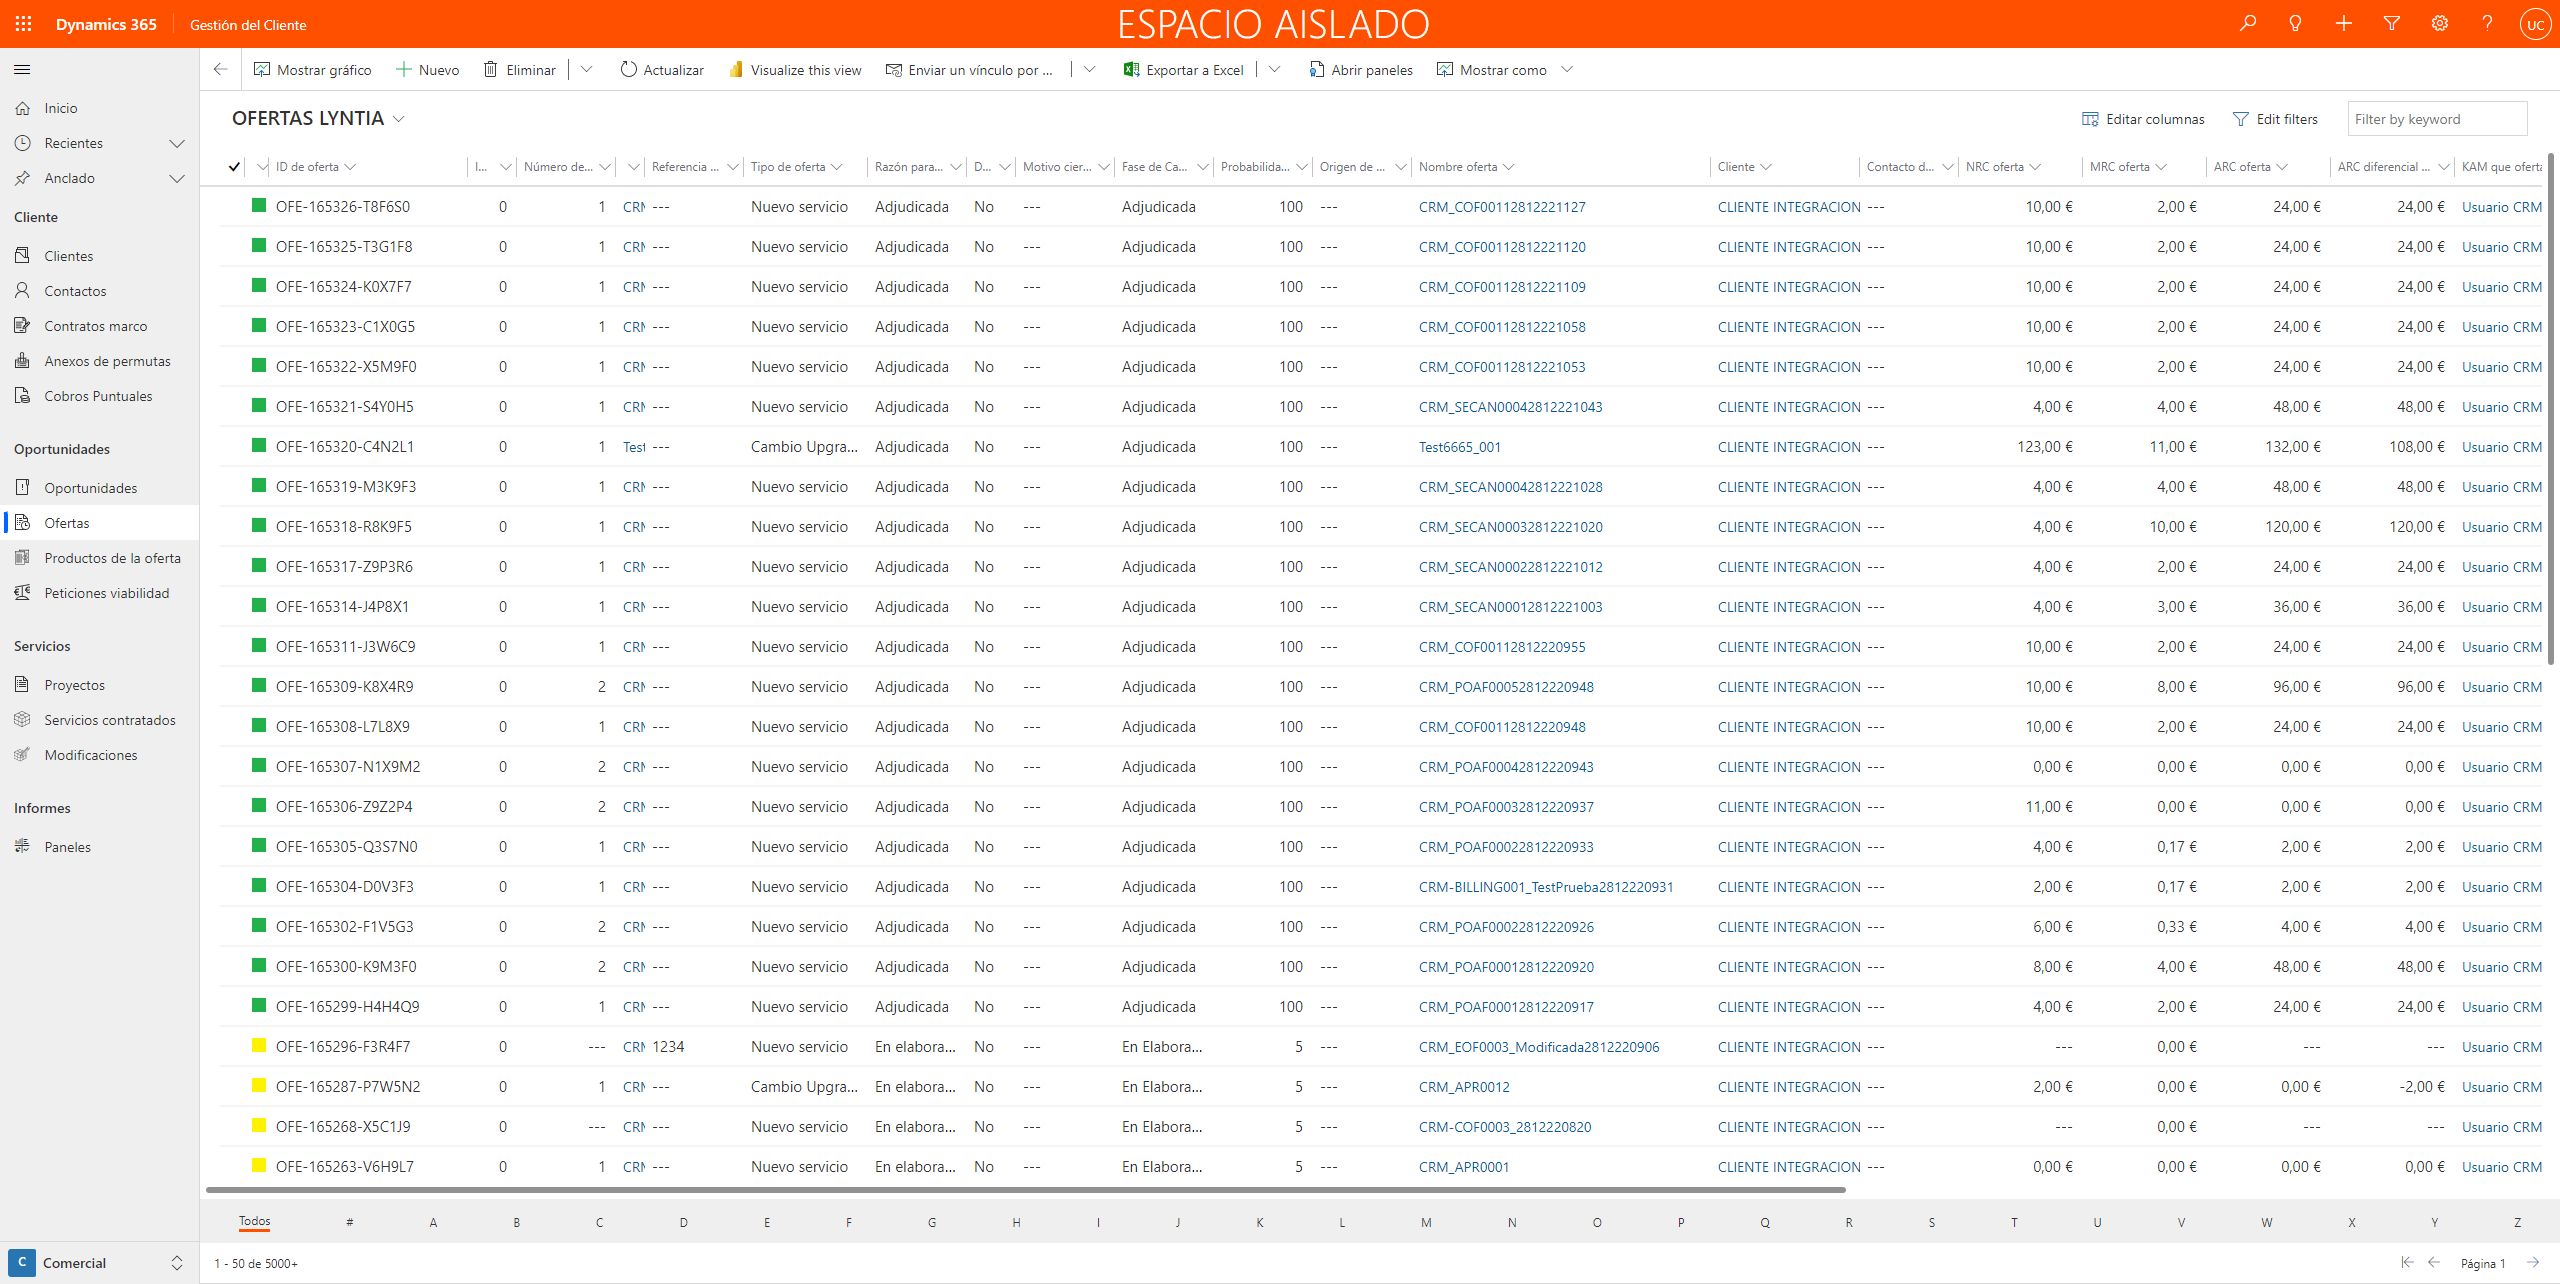 Dynamics 365 Gestión del Cliente ESPACIO AISLADO UC
Mostrar gráfico Nuevo Eliminar Actualizar Visualize this view Enviar un vínculo por ... Exportar a Excel Abrir paneles Mostrar como
Inicio
Recientes
Anclado
Cliente
Clientes
Contactos
Contratos marco
Anexos de permutas
Cobros Puntuales
Oportunidades
Oportunidades
Ofertas
Productos de la oferta
Peticiones viabilidad
Servicios
Proyectos
Servicios contratados
Modificaciones
Informes
Paneles
C Comercial
OFERTAS LYNTIA Editar columnas Edit filters Filter by keyword
ID de oferta I... Número de... Referencia ... Tipo de oferta Razón para... D... Motivo cier... Fase de Ca... Probabilida... Origen de ... Nombre oferta Cliente Contacto d... NRC oferta MRC oferta ARC oferta ARC diferencial ... KAM que oferta
OFE-165326-T8F6S0 0 1 CRM --- Nuevo servicio Adjudicada No --- Adjudicada 100 --- CRM_COF00112812221127 CLIENTE INTEGRACION --- 10,00 € 2,00 € 24,00 € 24,00 € Usuario CRM
OFE-165325-T3G1F8 0 1 CRM --- Nuevo servicio Adjudicada No --- Adjudicada 100 --- CRM_COF00112812221120 CLIENTE INTEGRACION --- 10,00 € 2,00 € 24,00 € 24,00 € Usuario CRM
OFE-165324-K0X7F7 0 1 CRM --- Nuevo servicio Adjudicada No --- Adjudicada 100 --- CRM_COF00112812221109 CLIENTE INTEGRACION --- 10,00 € 2,00 € 24,00 € 24,00 € Usuario CRM
OFE-165323-C1X0G5 0 1 CRM --- Nuevo servicio Adjudicada No --- Adjudicada 100 --- CRM_COF00112812221058 CLIENTE INTEGRACION --- 10,00 € 2,00 € 24,00 € 24,00 € Usuario CRM
OFE-165322-X5M9F0 0 1 CRM --- Nuevo servicio Adjudicada No --- Adjudicada 100 --- CRM_COF00112812221053 CLIENTE INTEGRACION --- 10,00 € 2,00 € 24,00 € 24,00 € Usuario CRM
OFE-165321-S4Y0H5 0 1 CRM --- Nuevo servicio Adjudicada No --- Adjudicada 100 --- CRM_SECAN00042812221043 CLIENTE INTEGRACION --- 4,00 € 4,00 € 48,00 € 48,00 € Usuario CRM
OFE-165320-C4N2L1 0 1 Test --- Cambio Upgra... Adjudicada No --- Adjudicada 100 --- Test6665_001 CLIENTE INTEGRACION --- 123,00 € 11,00 € 132,00 € 108,00 € Usuario CRM
OFE-165319-M3K9F3 0 1 CRM --- Nuevo servicio Adjudicada No --- Adjudicada 100 --- CRM_SECAN00042812221028 CLIENTE INTEGRACION --- 4,00 € 4,00 € 48,00 € 48,00 € Usuario CRM
OFE-165318-R8K9F5 0 1 CRM --- Nuevo servicio Adjudicada No --- Adjudicada 100 --- CRM_SECAN00032812221020 CLIENTE INTEGRACION --- 4,00 € 10,00 € 120,00 € 120,00 € Usuario CRM
OFE-165317-Z9P3R6 0 1 CRM --- Nuevo servicio Adjudicada No --- Adjudicada 100 --- CRM_SECAN00022812221012 CLIENTE INTEGRACION --- 4,00 € 2,00 € 24,00 € 24,00 € Usuario CRM
OFE-165314-J4P8X1 0 1 CRM --- Nuevo servicio Adjudicada No --- Adjudicada 100 --- CRM_SECAN00012812221003 CLIENTE INTEGRACION --- 4,00 € 3,00 € 36,00 € 36,00 € Usuario CRM
OFE-165311-J3W6C9 0 1 CRM --- Nuevo servicio Adjudicada No --- Adjudicada 100 --- CRM_COF00112812220955 CLIENTE INTEGRACION --- 10,00 € 2,00 € 24,00 € 24,00 € Usuario CRM
OFE-165309-K8X4R9 0 2 CRM --- Nuevo servicio Adjudicada No --- Adjudicada 100 --- CRM_POAF00052812220948 CLIENTE INTEGRACION --- 10,00 € 8,00 € 96,00 € 96,00 € Usuario CRM
OFE-165308-L7L8X9 0 1 CRM --- Nuevo servicio Adjudicada No --- Adjudicada 100 --- CRM_COF00112812220948 CLIENTE INTEGRACION --- 10,00 € 2,00 € 24,00 € 24,00 € Usuario CRM
OFE-165307-N1X9M2 0 2 CRM --- Nuevo servicio Adjudicada No --- Adjudicada 100 --- CRM_POAF00042812220943 CLIENTE INTEGRACION --- 0,00 € 0,00 € 0,00 € 0,00 € Usuario CRM
OFE-165306-Z9Z2P4 0 2 CRM --- Nuevo servicio Adjudicada No --- Adjudicada 100 --- CRM_POAF00032812220937 CLIENTE INTEGRACION --- 11,00 € 0,00 € 0,00 € 0,00 € Usuario CRM
OFE-165305-Q3S7N0 0 1 CRM --- Nuevo servicio Adjudicada No --- Adjudicada 100 --- CRM_POAF00022812220933 CLIENTE INTEGRACION --- 4,00 € 0,17 € 2,00 € 2,00 € Usuario CRM
OFE-165304-D0V3F3 0 1 CRM --- Nuevo servicio Adjudicada No --- Adjudicada 100 --- CRM-BILLING001_TestPrueba2812220931 CLIENTE INTEGRACION --- 2,00 € 0,17 € 2,00 € 2,00 € Usuario CRM
OFE-165302-F1V5G3 0 2 CRM --- Nuevo servicio Adjudicada No --- Adjudicada 100 --- CRM_POAF00022812220926 CLIENTE INTEGRACION --- 6,00 € 0,33 € 4,00 € 4,00 € Usuario CRM
OFE-165300-K9M3F0 0 2 CRM --- Nuevo servicio Adjudicada No --- Adjudicada 100 --- CRM_POAF00012812220920 CLIENTE INTEGRACION --- 8,00 € 4,00 € 48,00 € 48,00 € Usuario CRM
OFE-165299-H4H4Q9 0 1 CRM --- Nuevo servicio Adjudicada No --- Adjudicada 100 --- CRM_POAF00012812220917 CLIENTE INTEGRACION --- 4,00 € 2,00 € 24,00 € 24,00 € Usuario CRM
OFE-165296-F3R4F7 0 --- CRM 1234 Nuevo servicio En elabora... No --- En Elabora... 5 --- CRM_EOF0003_Modificada2812220906 CLIENTE INTEGRACION --- --- 0,00 € --- --- Usuario CRM
OFE-165287-P7W5N2 0 1 CRM --- Cambio Upgra... En elabora... No --- En Elabora... 5 --- CRM_APR0012 CLIENTE INTEGRACION --- 2,00 € 0,00 € 0,00 € -2,00 € Usuario CRM
OFE-165268-X5C1J9 0 --- CRM --- Nuevo servicio En elabora... No --- En Elabora... 5 --- CRM-COF0003_2812220820 CLIENTE INTEGRACION --- --- 0,00 € --- --- Usuario CRM
OFE-165263-V6H9L7 0 1 CRM --- Nuevo servicio En elabora... No --- En Elabora... 5 --- CRM_APR0001 CLIENTE INTEGRACION --- 0,00 € 0,00 € 0,00 € 0,00 € Usuario CRM
Todos # A B C D E F G H I J K L M N O P Q R S T U V W X Y Z
1 - 50 de 5000+ Página 1